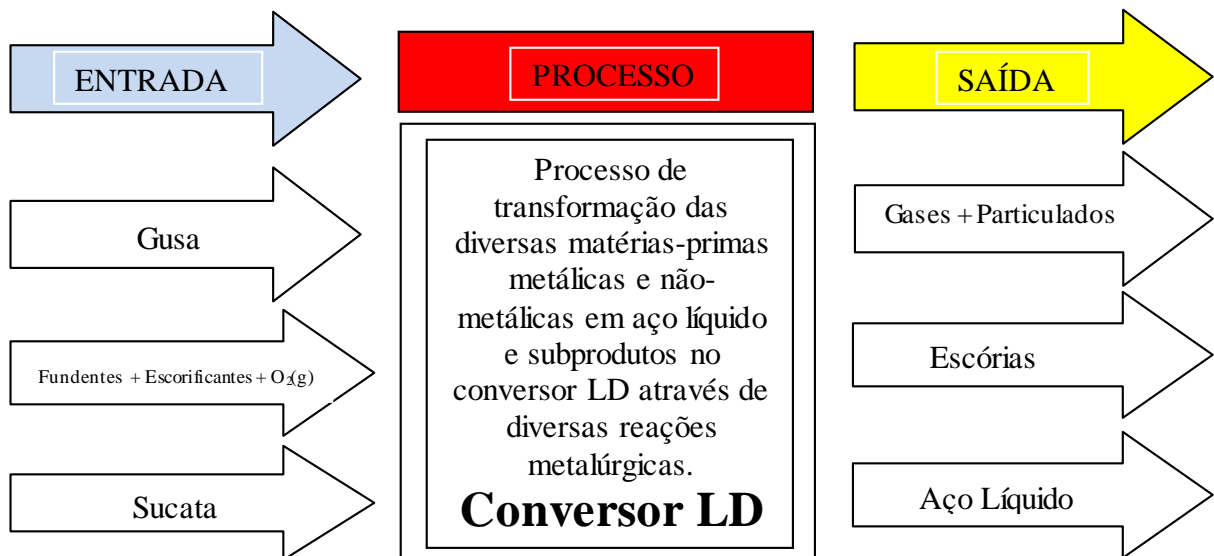 ENTRADA
Gusa
Fundentes + Escorificantes + O2(g)
Sucata
PROCESSO
Processo de
transformação das
diversas matérias-primas
metálicas e não-
metálicas em aço líquido
e subprodutos no
conversor LD através de
diversas reações
metalúrgicas.
Conversor LD
SAÍDA
Gases + Particulados
Escórias
Aço Líquido